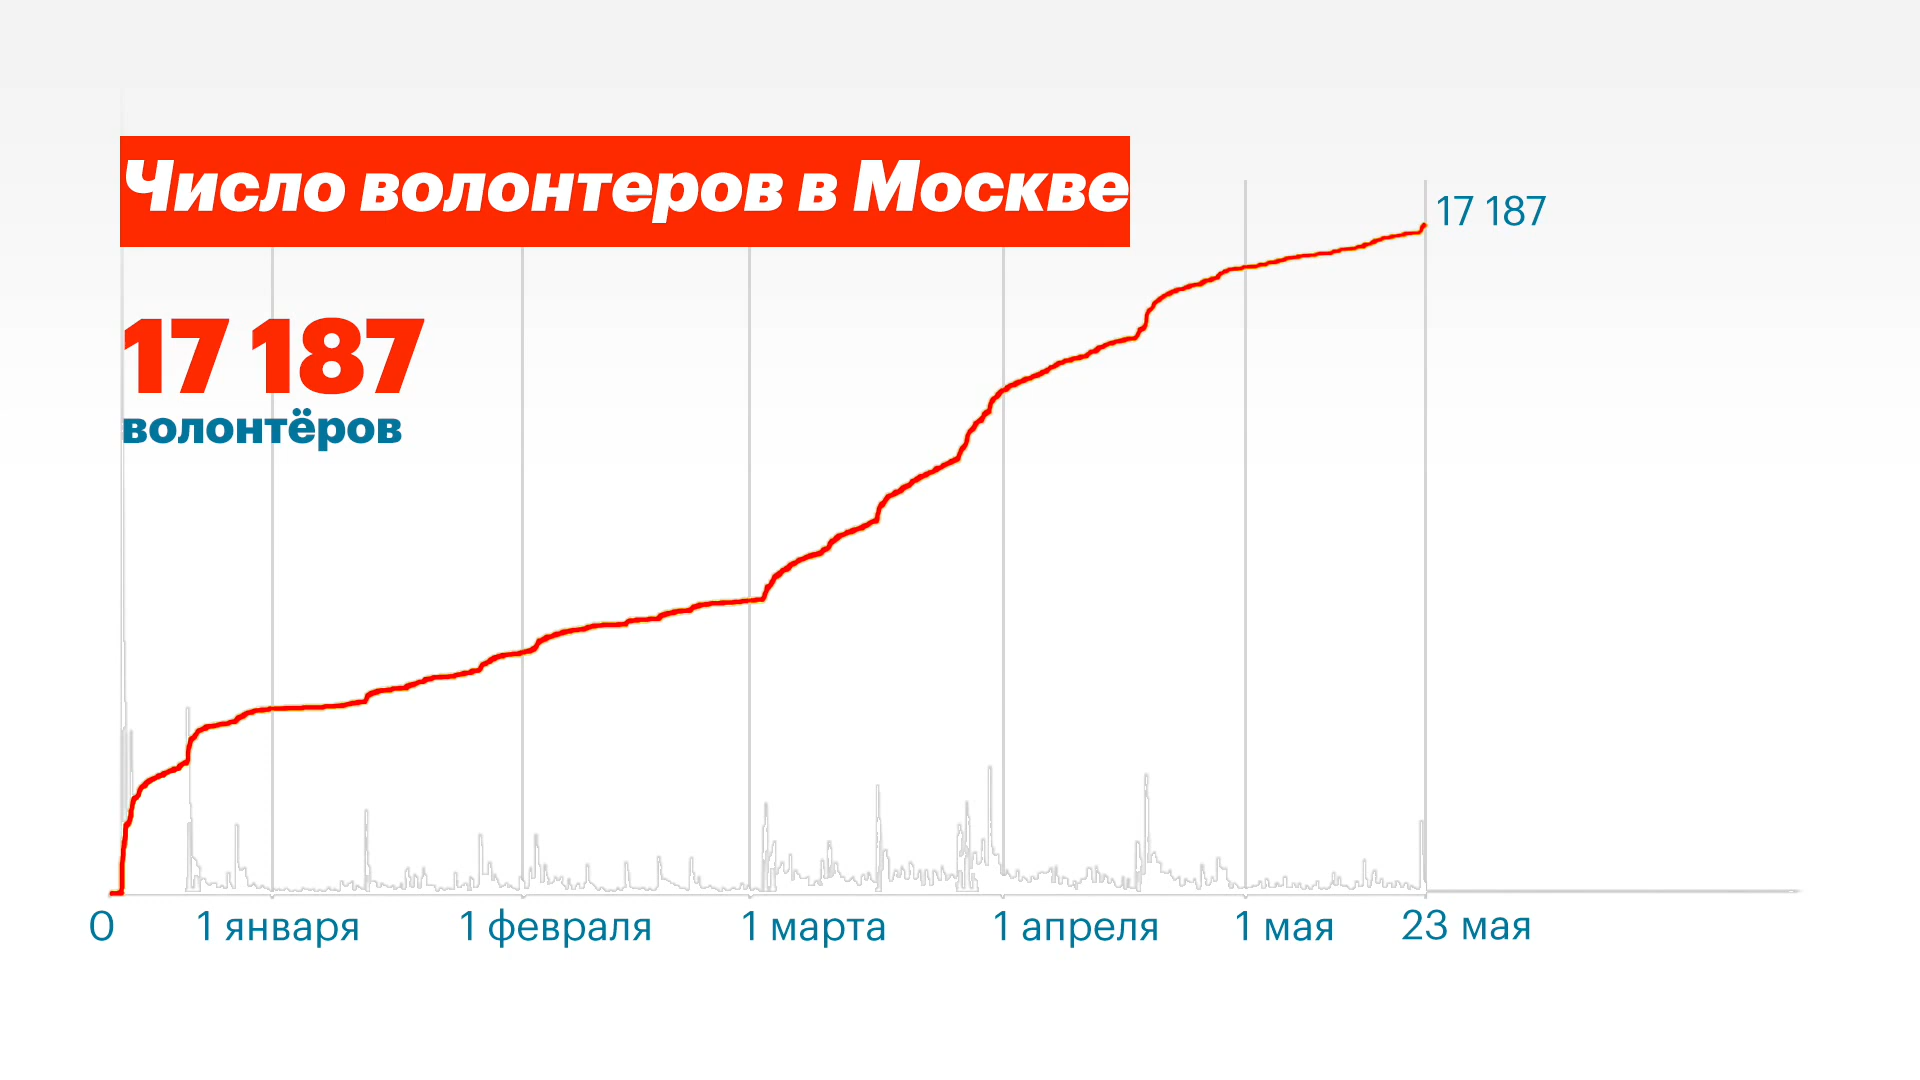 Число волонтеров в Москве
17 187
17 187
волонтёров
0 1 января 1 февраля 1 марта 1 апреля 1 мая 23 мая